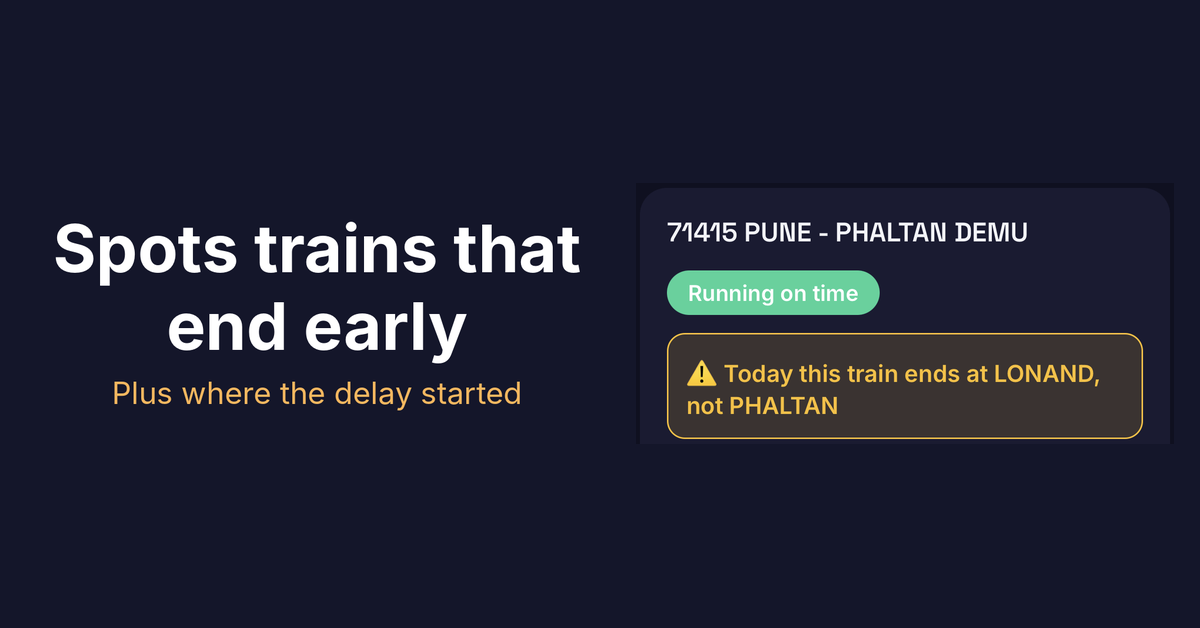 Spots trains that
end early
Plus where the delay started
71415 PUNE - PHALTAN DEMU
Running on time
⚠️ Today this train ends at LONAND,
not PHALTAN